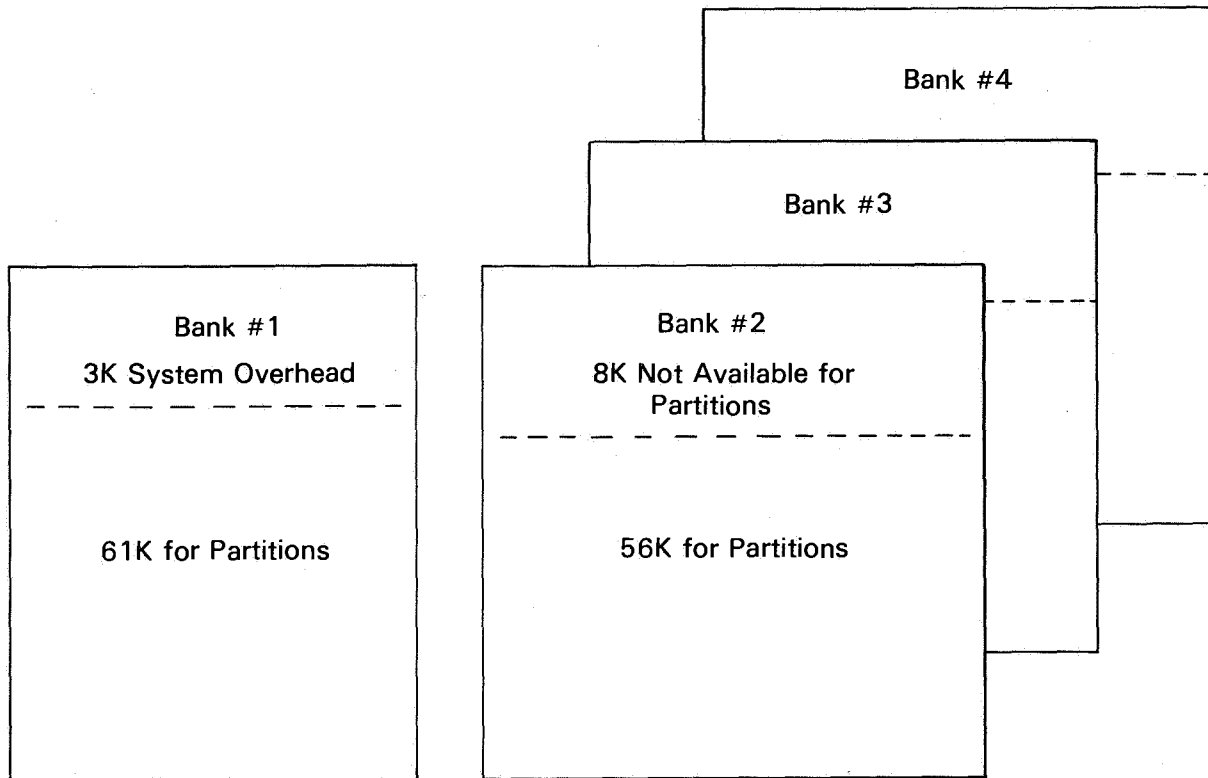 Bank #4
Bank #3
Bank #1
3K System Overhead
61K for Partitions
Bank #2
8K Not Available for
Partitions
56K for Partitions